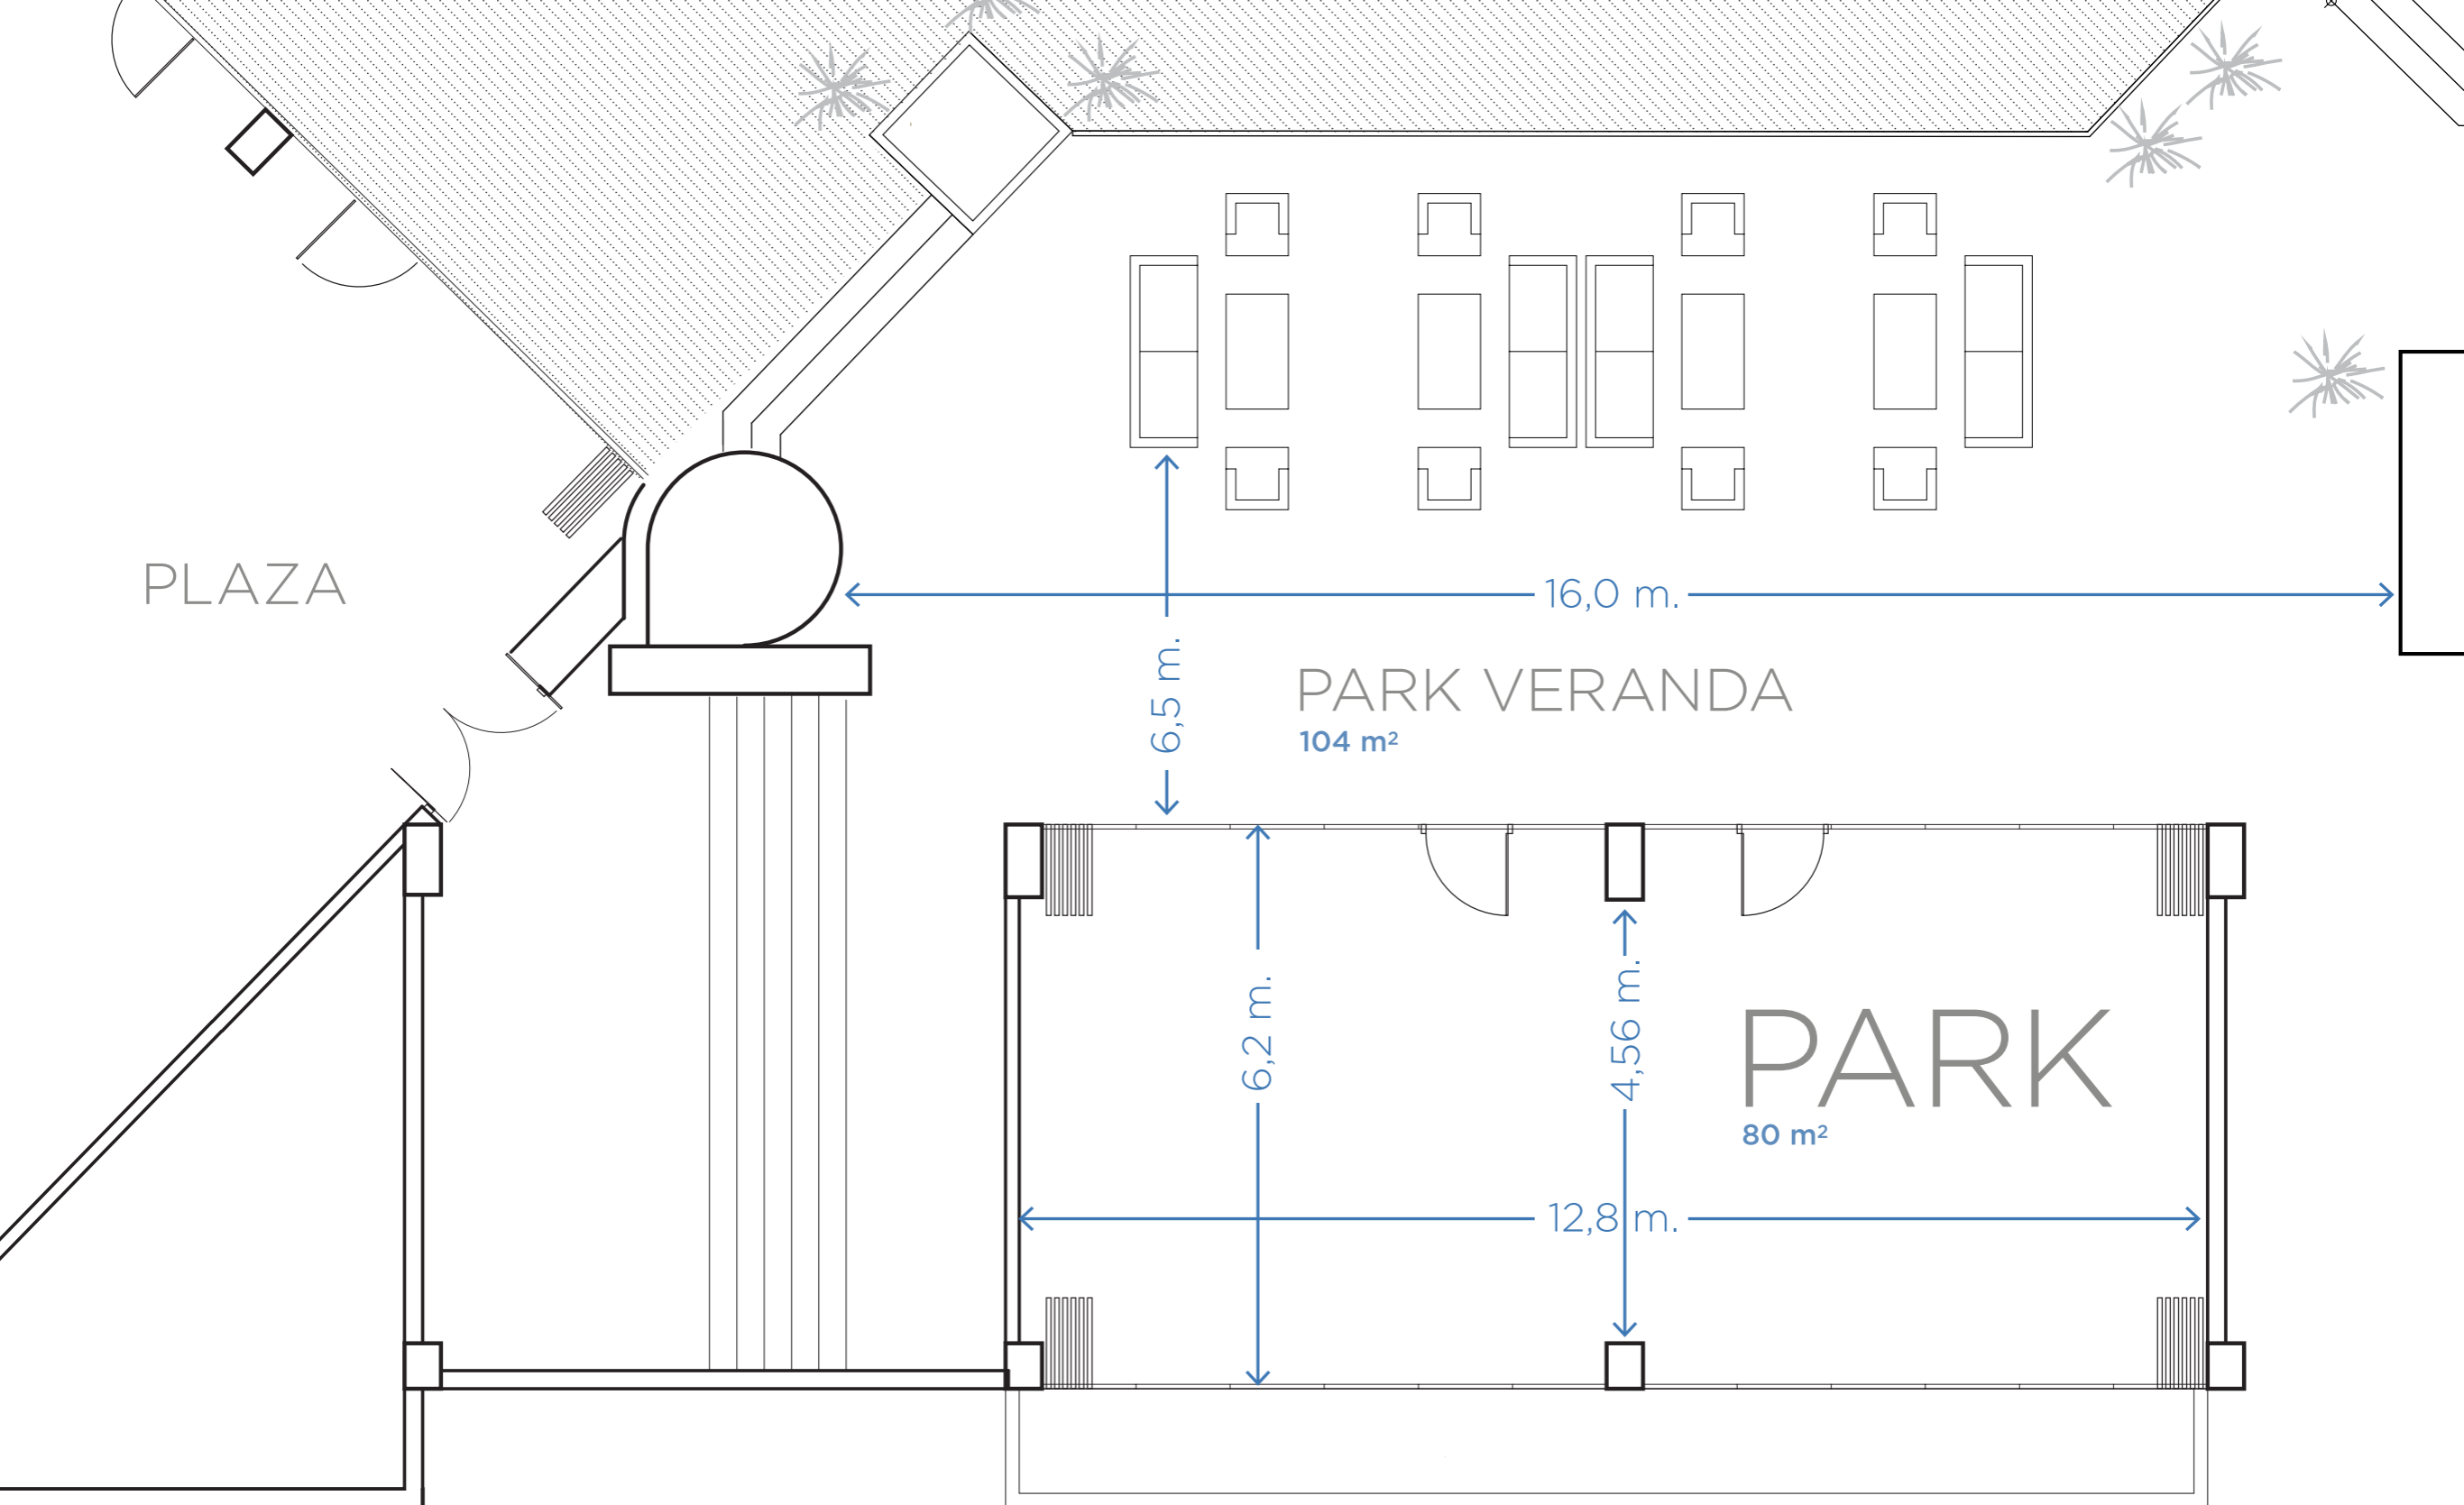 PLAZA
16,0 m.
6,5 m.
PARK VERANDA
104 m²
6,2 m.
4,56 m.
PARK
80 m²
12,8 m.